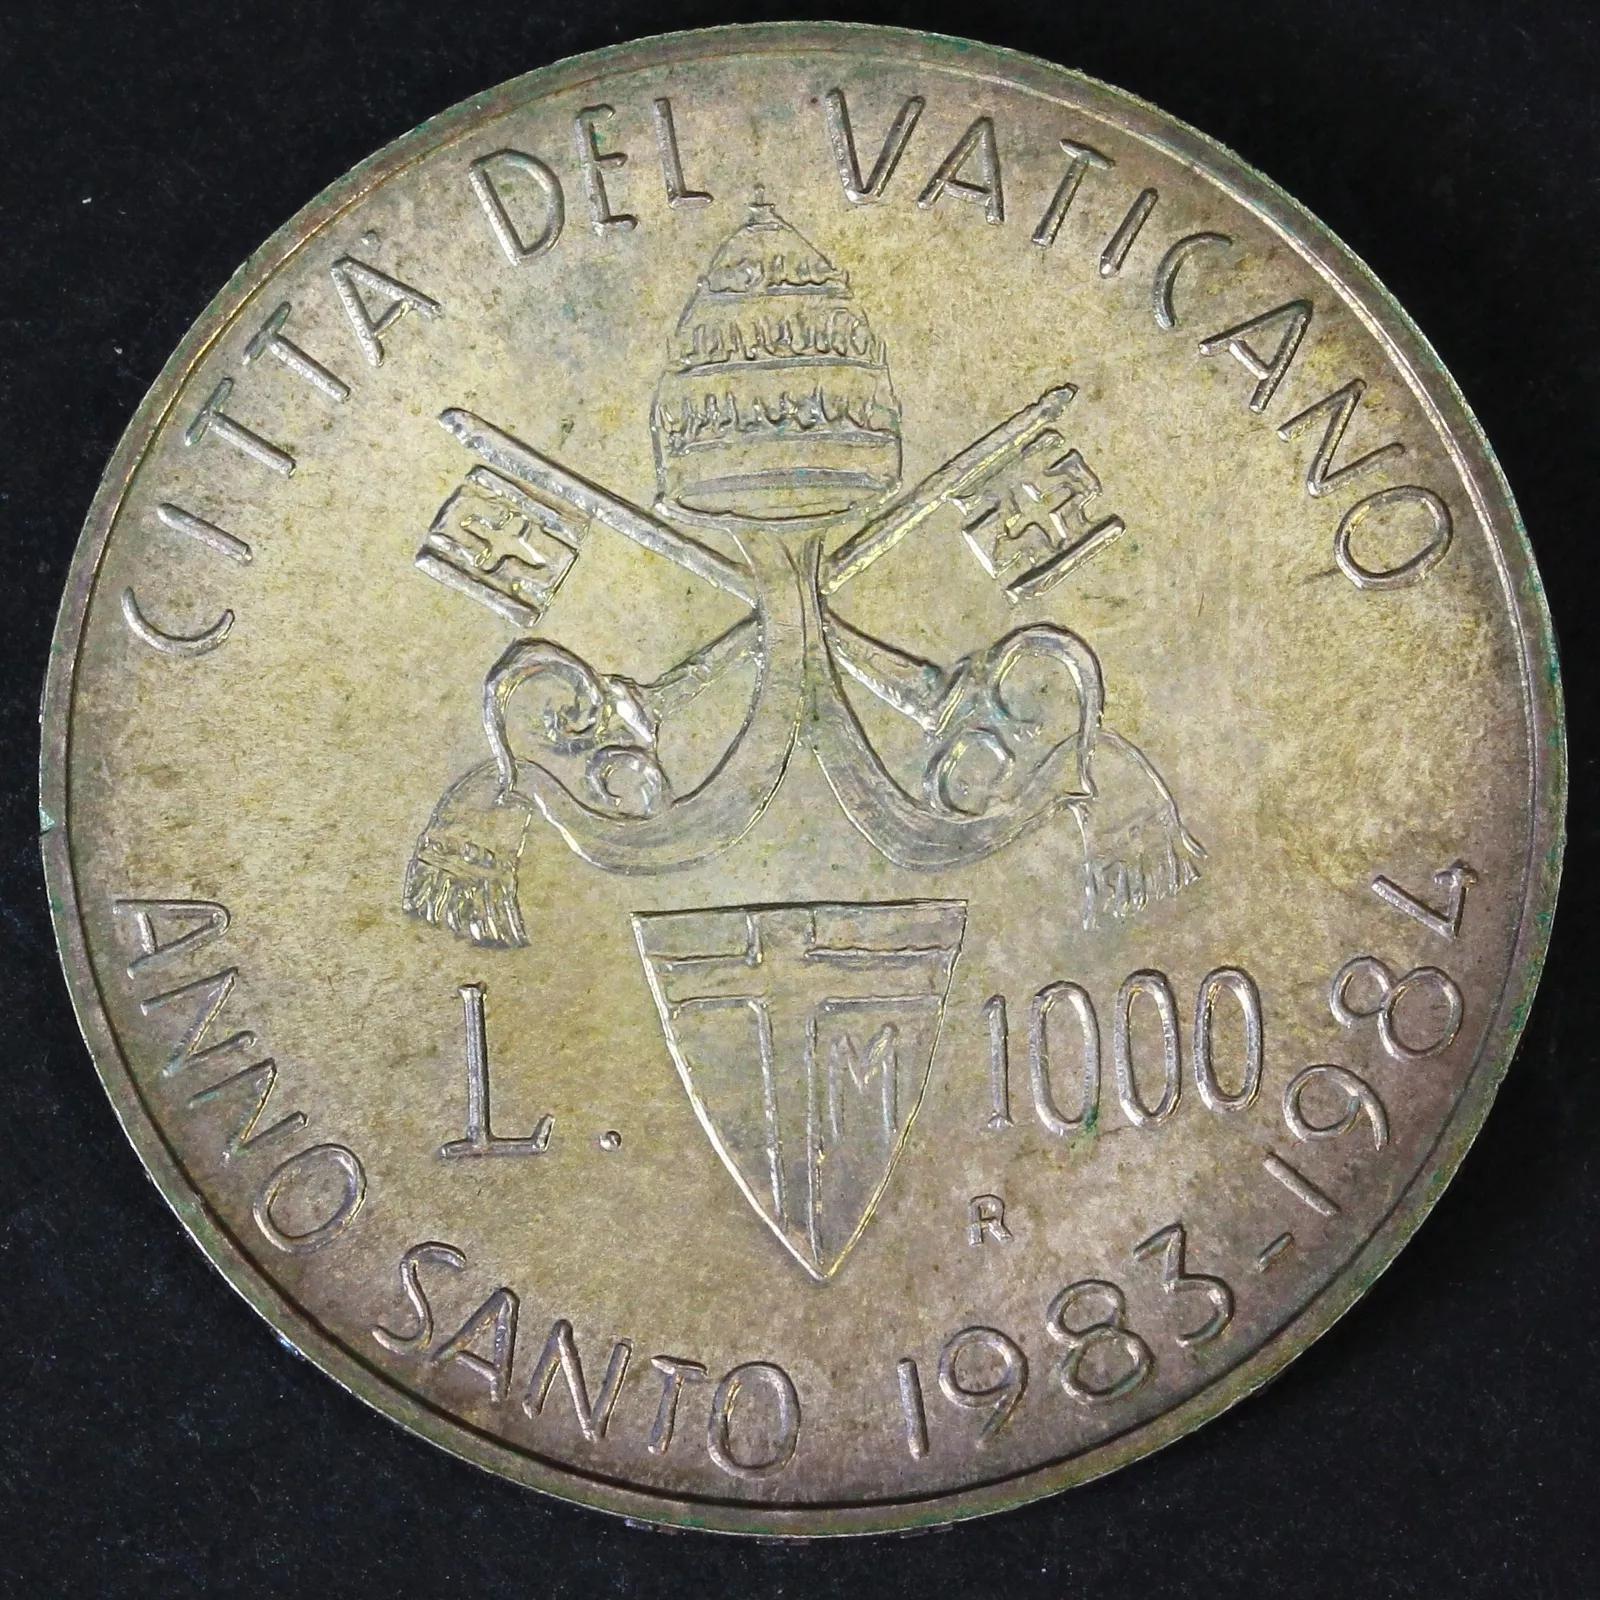 CITTA' DEL VATICANO
L. 1000
M
R
ANNO SANTO 1983-1984